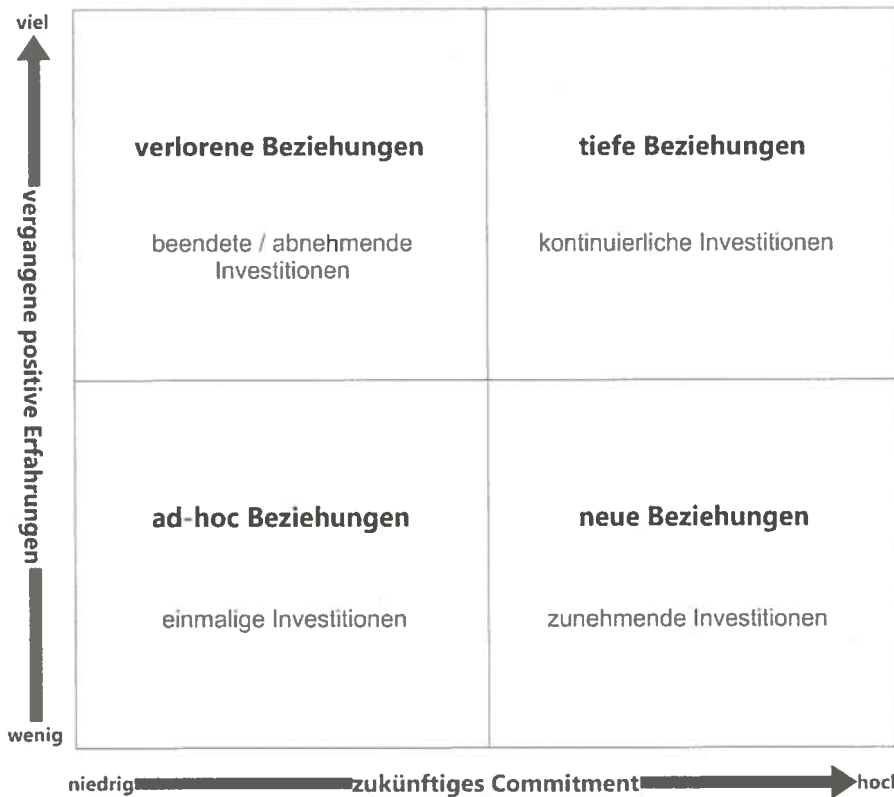 viel
verlorene Beziehungen
tiefe Beziehungen
beendete / abnehmende
Investitionen
kontinuierliche Investitionen
vergangene positive Erfahrungen
ad-hoc Beziehungen
neue Beziehungen
einmalige Investitionen
zunehmende Investitionen
wenig
niedrig
zukünftiges Commitment
hoch